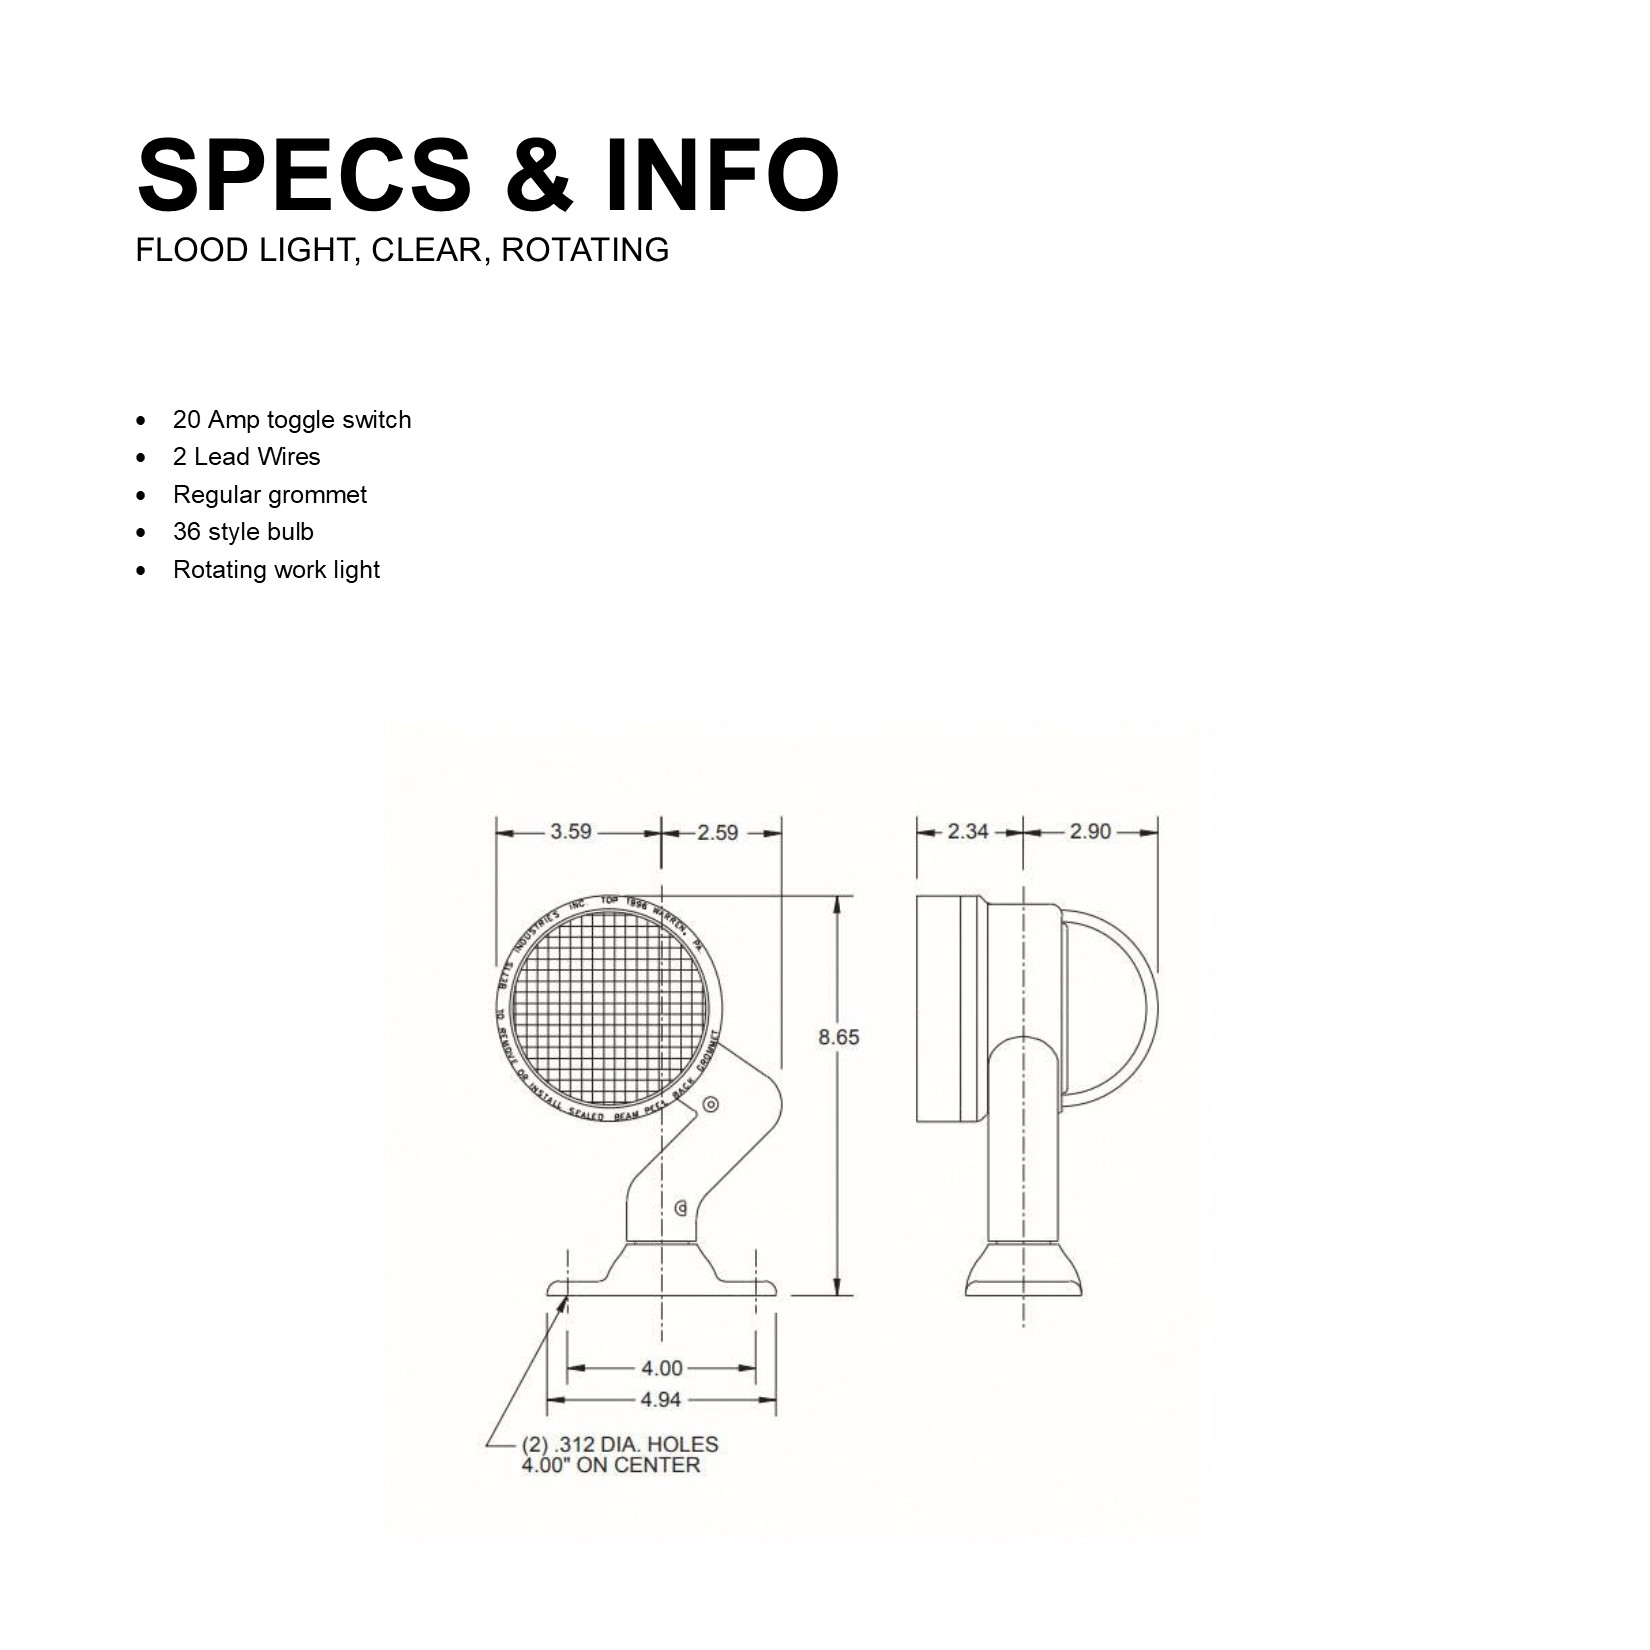 SPECS & INFO
FLOOD LIGHT, CLEAR, ROTATING
• 20 Amp toggle switch
• 2 Lead Wires
• Regular grommet
• 36 style bulb
• Rotating work light
3.59
2.59
2.34
2.90
BETTS INDUSTRIES INC. TOP 1996 WARREN, PA.
TO REMOVE OR INSTALL SEALED BEAM PEEL BACK GROMMET
8.65
4.00
4.94
(2) .312 DIA. HOLES
4.00" ON CENTER